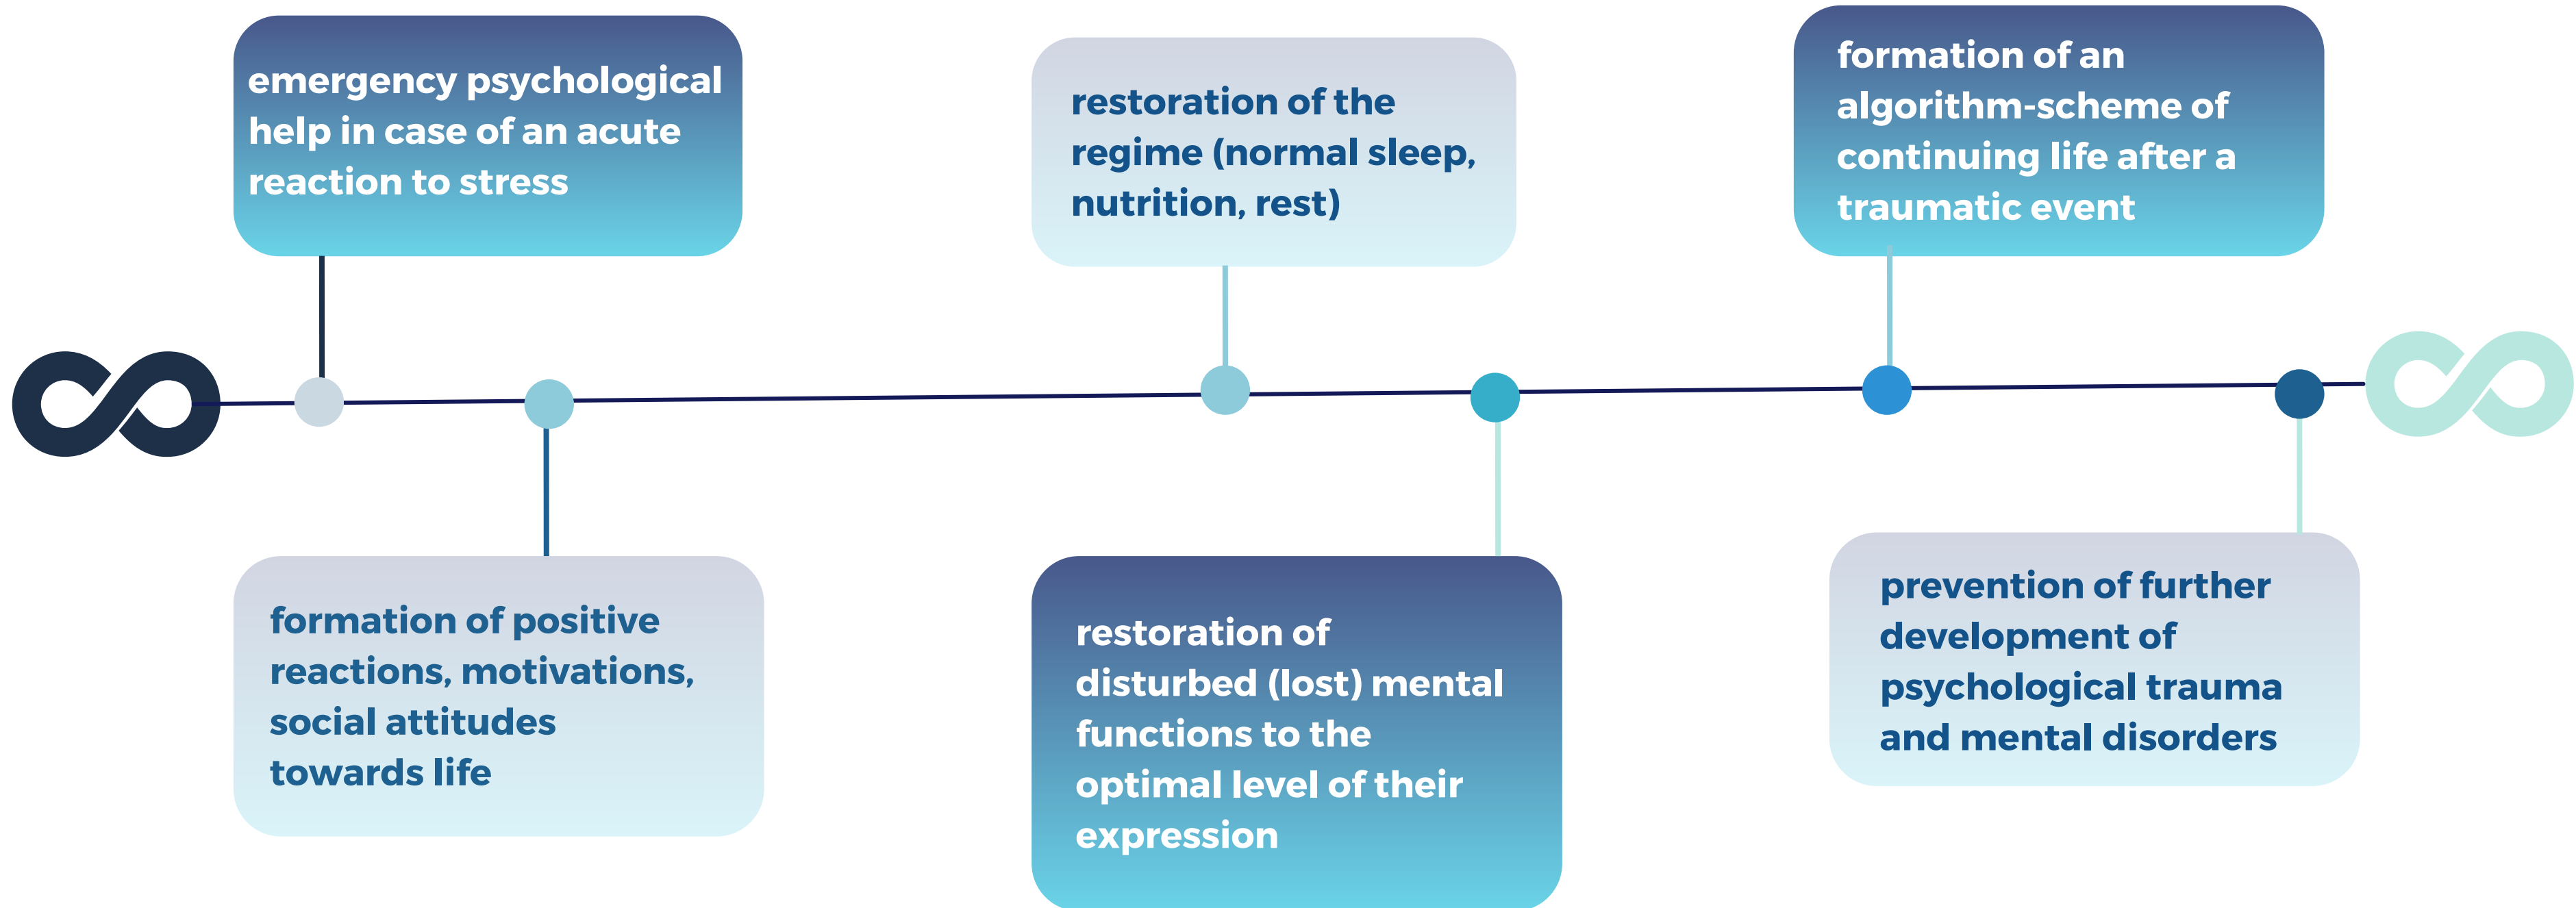 emergency psychological
help in case of an acute
reaction to stress
formation of positive
reactions, motivations,
social attitudes
towards life
restoration of the
regime (normal sleep,
nutrition, rest)
restoration of
disturbed (lost) mental
functions to the
optimal level of their
expression
formation of an
algorithm-scheme of
continuing life after a
traumatic event
prevention of further
development of
psychological trauma
and mental disorders